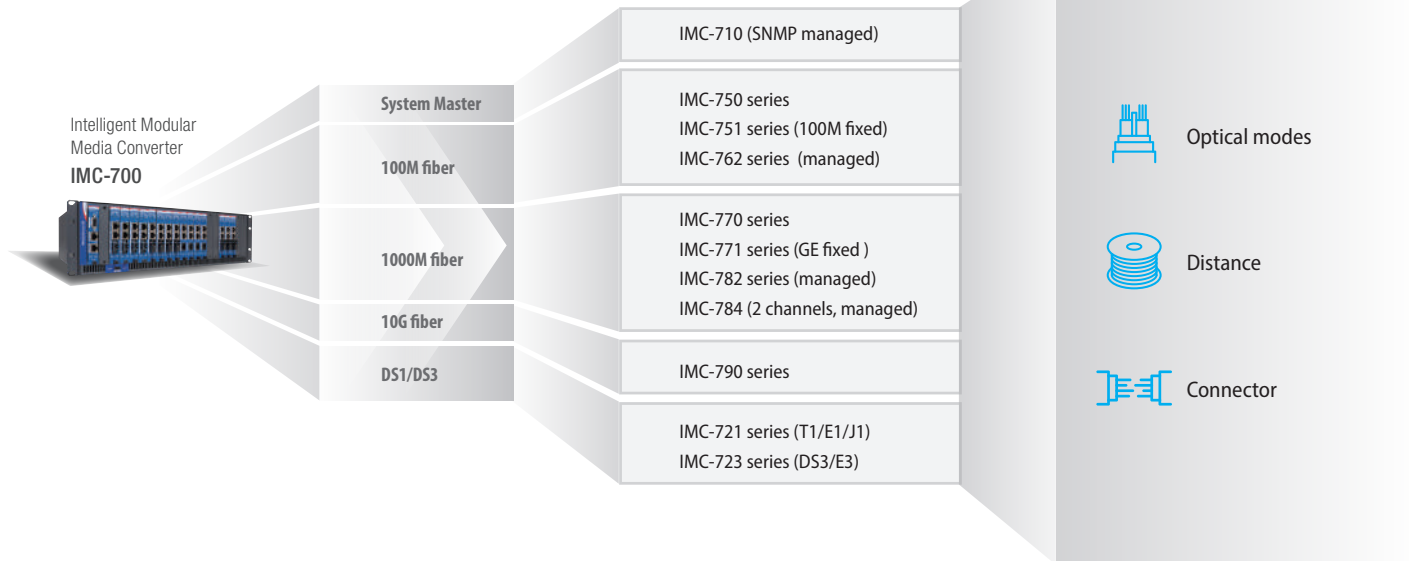 Intelligent Modular
Media Converter
IMC-700
System Master
100M fiber
1000M fiber
10G fiber
DS1/DS3
IMC-710 (SNMP managed)
IMC-750 series
IMC-751 series (100M fixed)
IMC-762 series  (managed)
IMC-770 series
IMC-771 series (GE fixed )
IMC-782 series (managed)
IMC-784 (2 channels, managed)
IMC-790 series
IMC-721 series (T1/E1/J1)
IMC-723 series (DS3/E3)
Optical modes
Distance
Connector